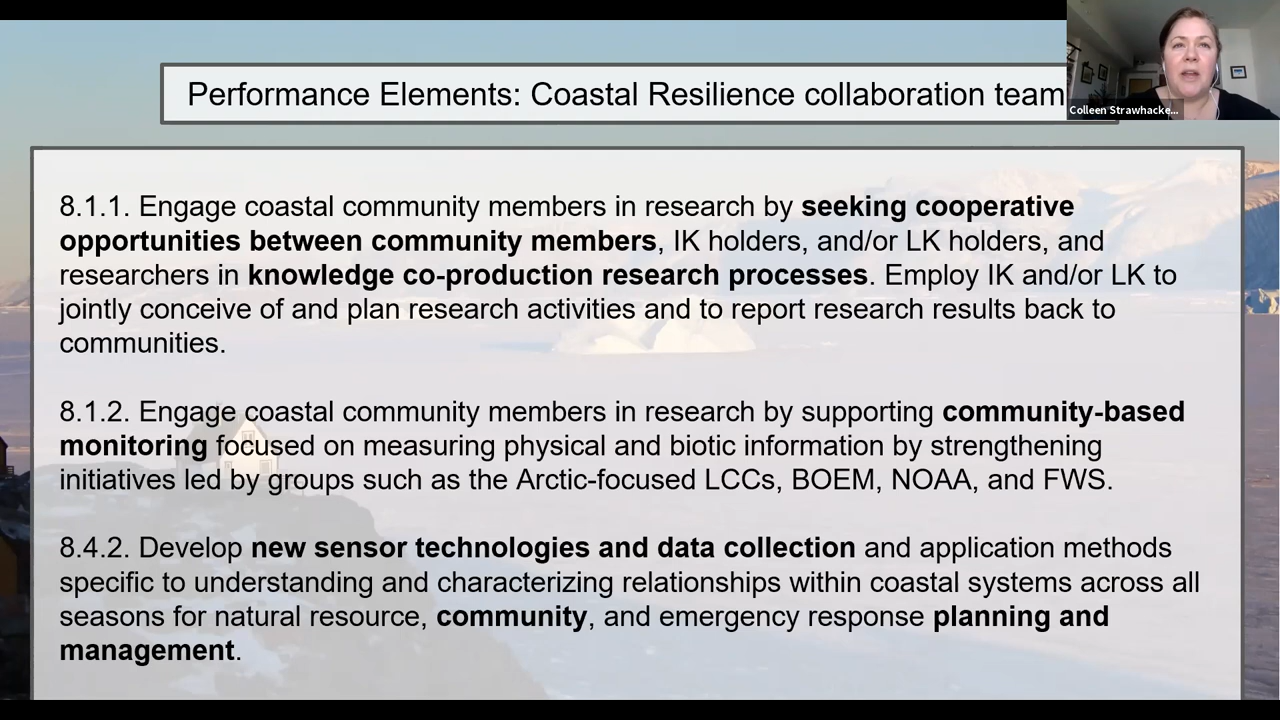 Performance Elements: Coastal Resilience collaboration team
Colleen Strawhacke...
8.1.1. Engage coastal community members in research by seeking cooperative
opportunities between community members, IK holders, and/or LK holders, and
researchers in knowledge co-production research processes. Employ IK and/or LK to
jointly conceive of and plan research activities and to report research results back to
communities.
8.1.2. Engage coastal community members in research by supporting community-based
monitoring focused on measuring physical and biotic information by strengthening
initiatives led by groups such as the Arctic-focused LCCs, BOEM, NOAA, and FWS.
8.4.2. Develop new sensor technologies and data collection and application methods
specific to understanding and characterizing relationships within coastal systems across all
seasons for natural resource, community, and emergency response planning and
management.